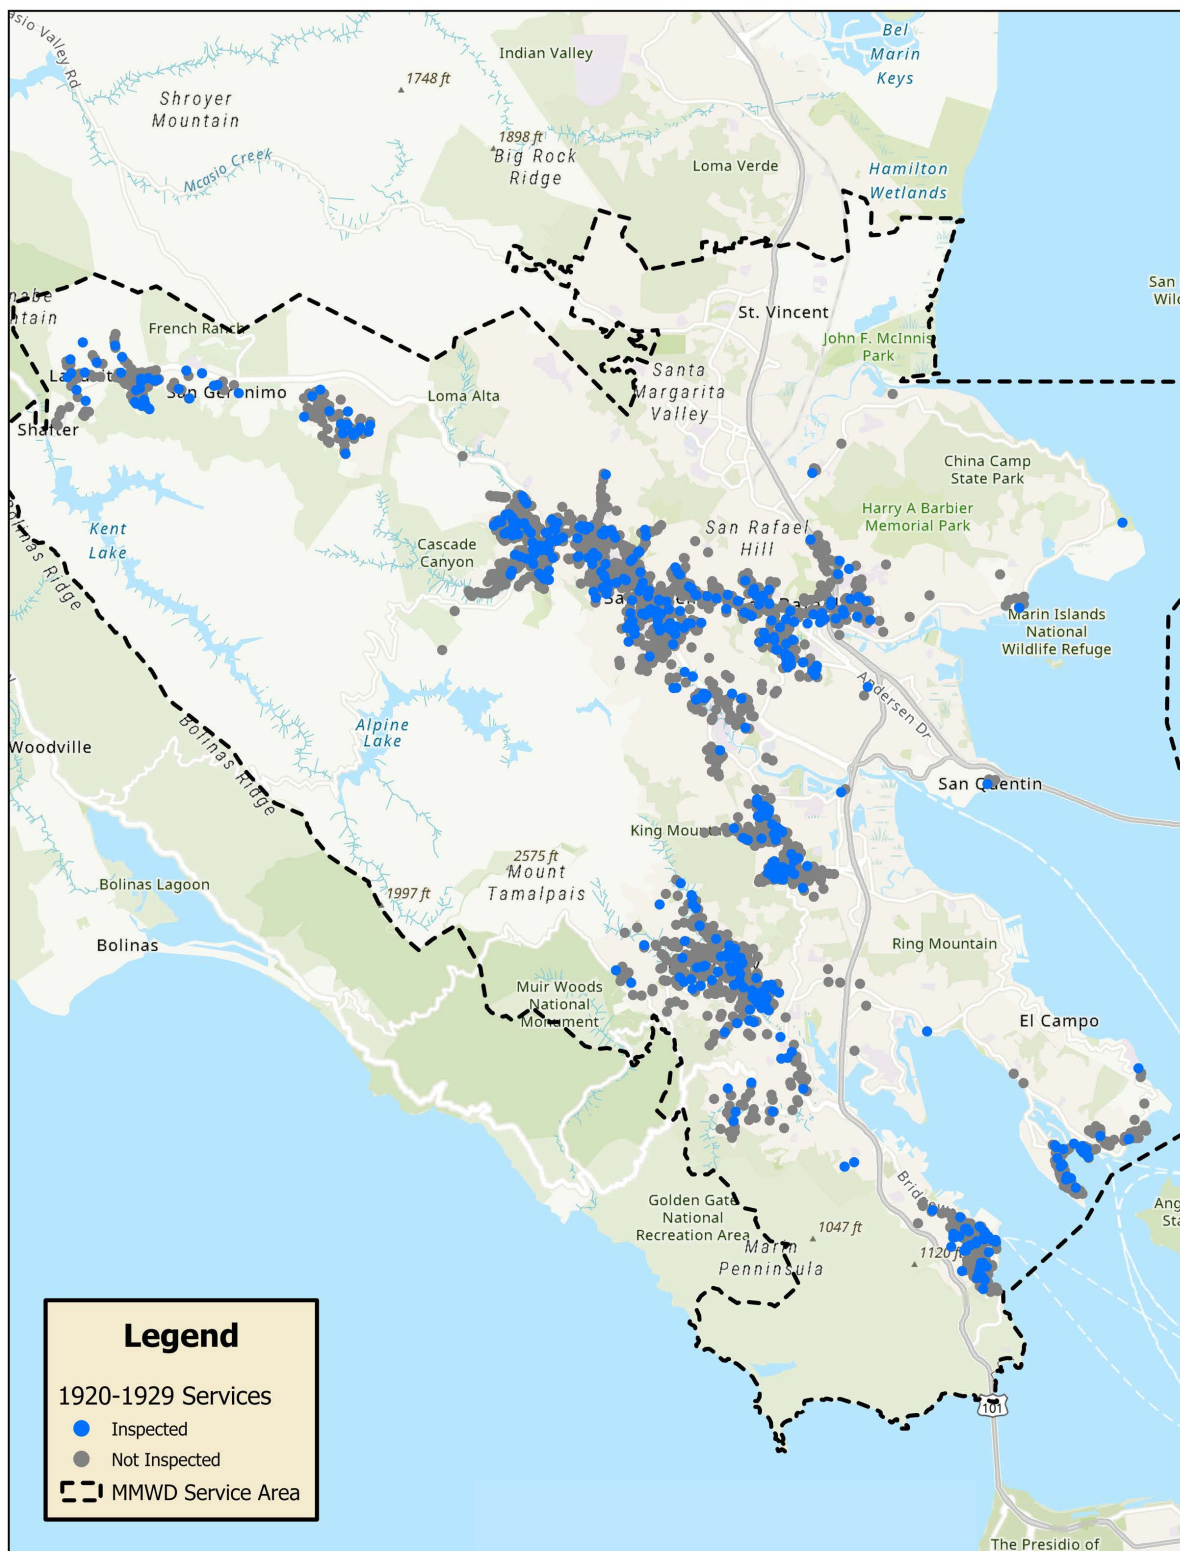 Bel
Marin
Keys
Indian Valley
1748 ft
Shroyer
Mountain
1898 ft
Big Rock
Ridge
Loma Verde
Mcasio Creek
Hamilton
Wetlands
San
St. Vincent
French Ranch
John F. McInnis
Park
Santa
Margarita
Valley
San Geronimo
Loma Alta
Shafter
China Camp
State Park
Harry A Barbier
Memorial Park
San Rafael
Hill
Kent
Lake
Cascade
Canyon
Bolinas Ridge
Marin Islands
National
Wildlife Refuge
Andersen Dr
Alpine
Lake
Woodville
Bolinas Ridge
San Quentin
King Mount
2575 ft
Mount
Tamalpais
Bolinas Lagoon
1997 ft
Bolinas
Ring Mountain
Muir Woods
National
Monument
El Campo
Golden Gate
National
Recreation Area
1047 ft
Marin
Penninsula
1120 ft
101
The Presidio of
Legend
1920-1929 Services
Inspected
Not Inspected
MMWD Service Area